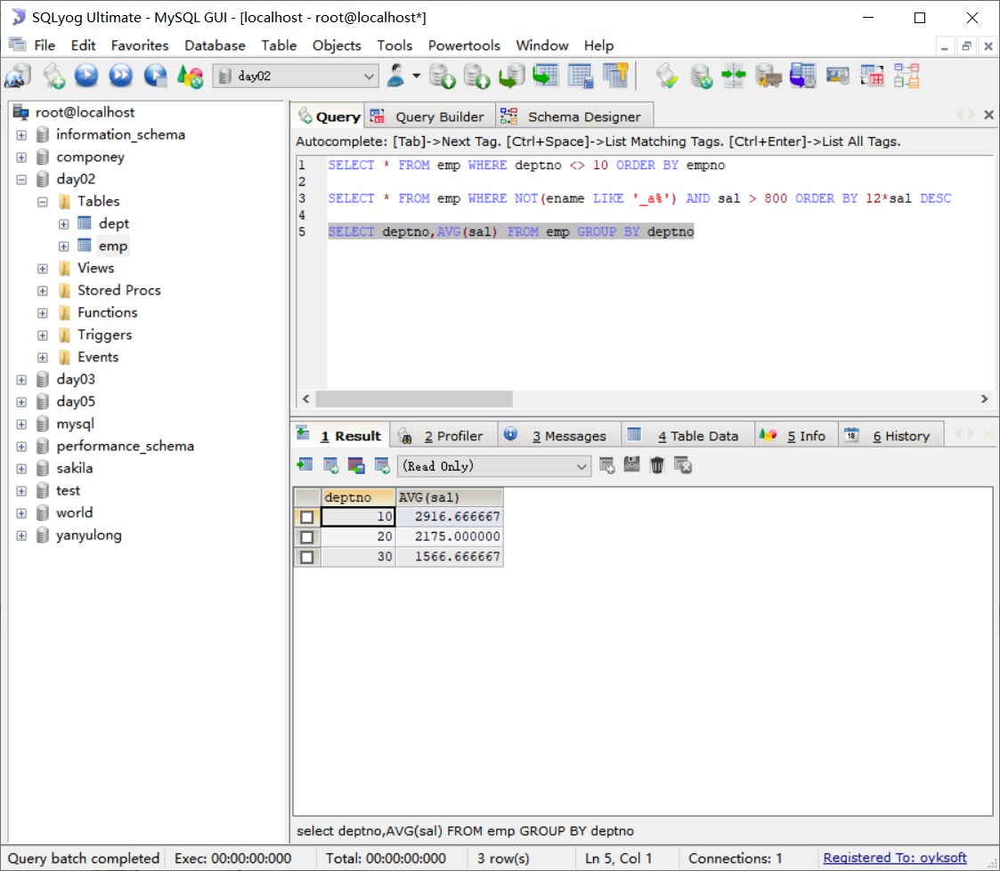 SQLyog Ultimate - MySQL GUI - [localhost - root@localhost*]
File Edit Favorites Database Table Objects Tools Powertools Window Help
day02
root@localhost
information_schema
componey
day02
Tables
dept
emp
Views
Stored Procs
Functions
Triggers
Events
day03
day05
mysql
performance_schema
sakila
test
world
yanyulong
Query Query Builder Schema Designer
Autocomplete: [Tab]->Next Tag. [Ctrl+Space]->List Matching Tags. [Ctrl+Enter]->List All Tags.
1 SELECT * FROM emp WHERE deptno <> 10 ORDER BY empno
2
3 SELECT * FROM emp WHERE NOT(ename LIKE '_a%') AND sal > 800 ORDER BY 12*sal DESC
4
5 SELECT deptno,AVG(sal) FROM emp GROUP BY deptno
1 Result 2 Profiler 3 Messages 4 Table Data 5 Info 18 6 History
(Read Only)
deptno AVG(sal)
10 2916.666667
20 2175.000000
30 1566.666667
select deptno,AVG(sal) FROM emp GROUP BY deptno
Query batch completed Exec: 00:00:00:000 Total: 00:00:00:000 3 row(s) Ln 5, Col 1 Connections: 1 Registered To: oyksoft